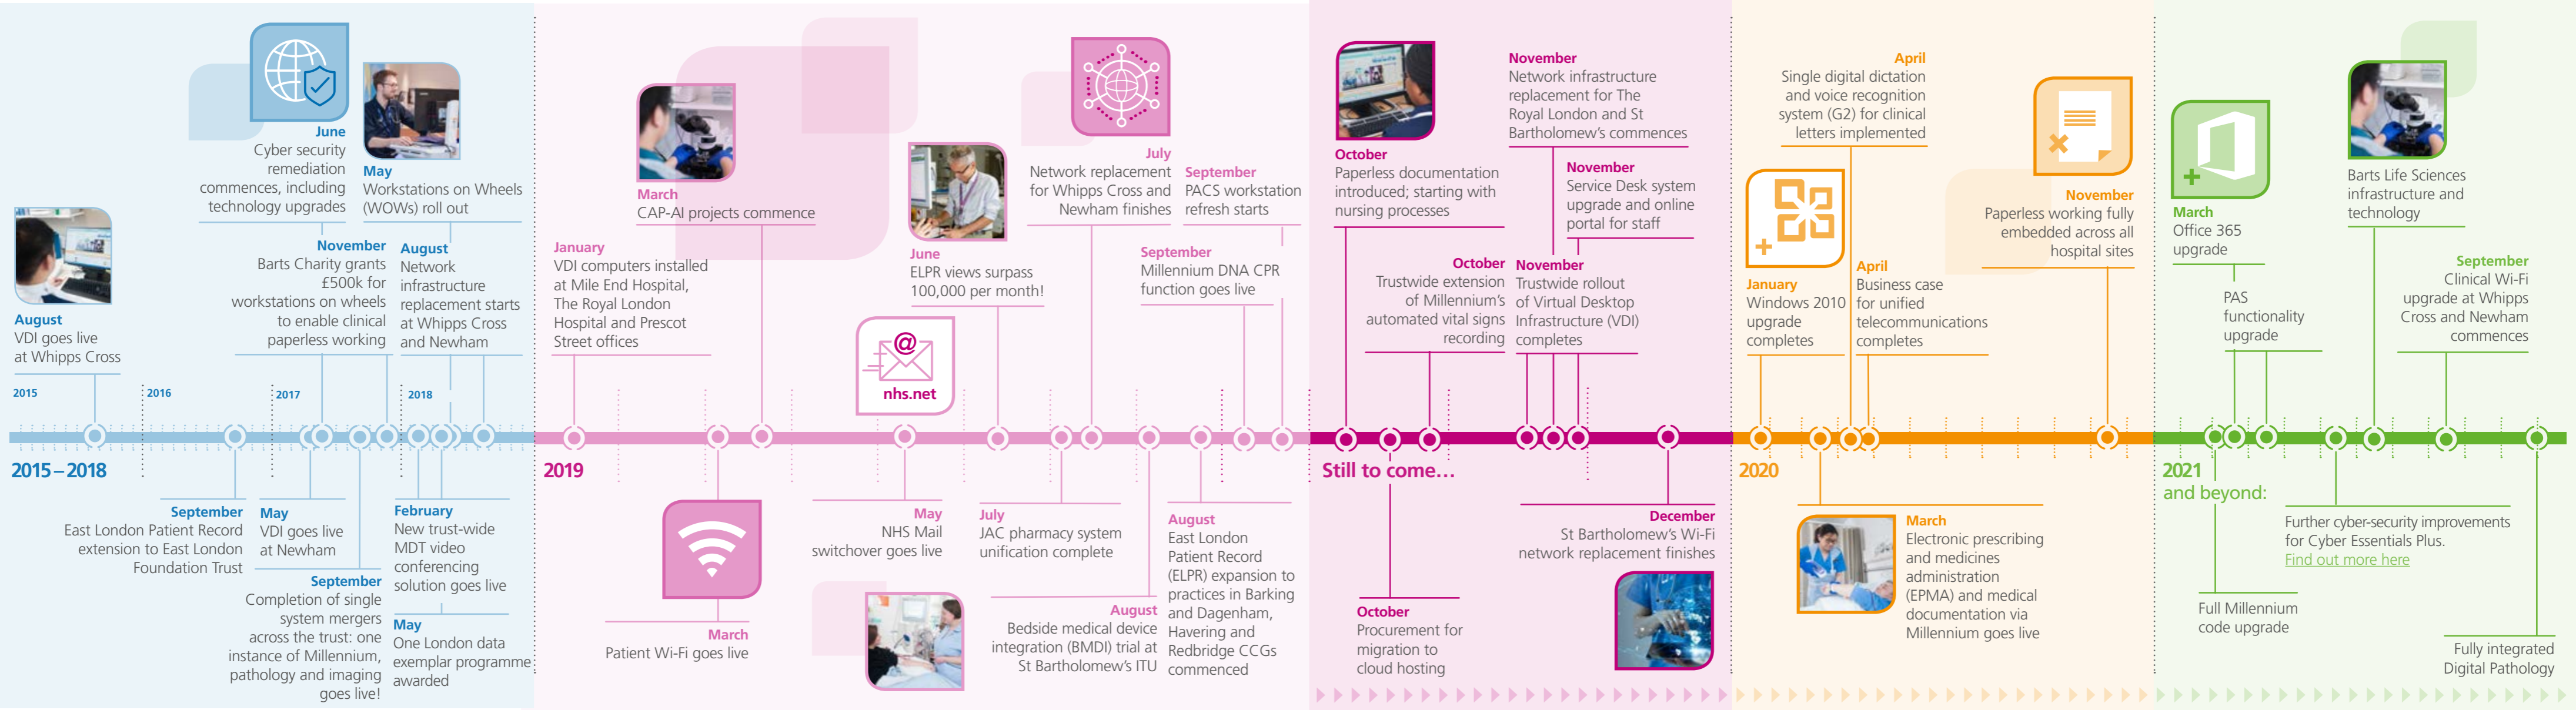 August
VDI goes live
at Whipps Cross
June
Cyber security
remediation
commences, including
technology upgrades
November
Barts Charity grants
£500k for
workstations on wheels
to enable clinical
paperless working
May
Workstations on Wheels
(WOWs) roll out
August
Network
infrastructure
replacement starts
at Whipps Cross
and Newham
2015
2016
2017
2018
2015 – 2018
September
East London Patient Record
extension to East London
Foundation Trust
May
VDI goes live
at Newham
September
Completion of single
system mergers
across the trust: one
instance of Millennium,
pathology and imaging
goes live!
February
New trust-wide
MDT video
conferencing
solution goes live
May
One London data
exemplar programme
awarded
January
VDI computers installed
at Mile End Hospital,
The Royal London
Hospital and Prescot
Street offices
March
CAP-AI projects commence
June
ELPR views surpass
100,000 per month!
@
nhs.net
July
Network replacement
for Whipps Cross and
Newham finishes
September
PACS workstation
refresh starts
September
Millennium DNA CPR
function goes live
2019
March
Patient Wi-Fi goes live
May
NHS Mail
switchover goes live
July
JAC pharmacy system
unification complete
August
Bedside medical device
integration (BMDI) trial at
St Bartholomew's ITU
August
East London
Patient Record
(ELPR) expansion to
practices in Barking
and Dagenham,
Havering and
Redbridge CCGs
commenced
October
Paperless documentation
introduced; starting with
nursing processes
October
Trustwide extension
of Millennium's
automated vital signs
recording
November
Network infrastructure
replacement for The
Royal London and St
Bartholomew's commences
November
Service Desk system
upgrade and online
portal for staff
November
Trustwide rollout
of Virtual Desktop
Infrastructure (VDI)
completes
Still to come…
October
Procurement for
migration to
cloud hosting
December
St Bartholomew's Wi-Fi
network replacement finishes
January
Windows 2010
upgrade
completes
April
Single digital dictation
and voice recognition
system (G2) for clinical
letters implemented
April
Business case
for unified
telecommunications
completes
November
Paperless working fully
embedded across all
hospital sites
2020
March
Electronic prescribing
and medicines
administration
(EPMA) and medical
documentation via
Millennium goes live
March
Office 365
upgrade
PAS
functionality
upgrade
Barts Life Sciences
infrastructure and
technology
September
Clinical Wi-Fi
upgrade at Whipps
Cross and Newham
commences
2021
and beyond:
Full Millennium
code upgrade
Further cyber-security improvements
for Cyber Essentials Plus.
Find out more here
Fully integrated
Digital Pathology